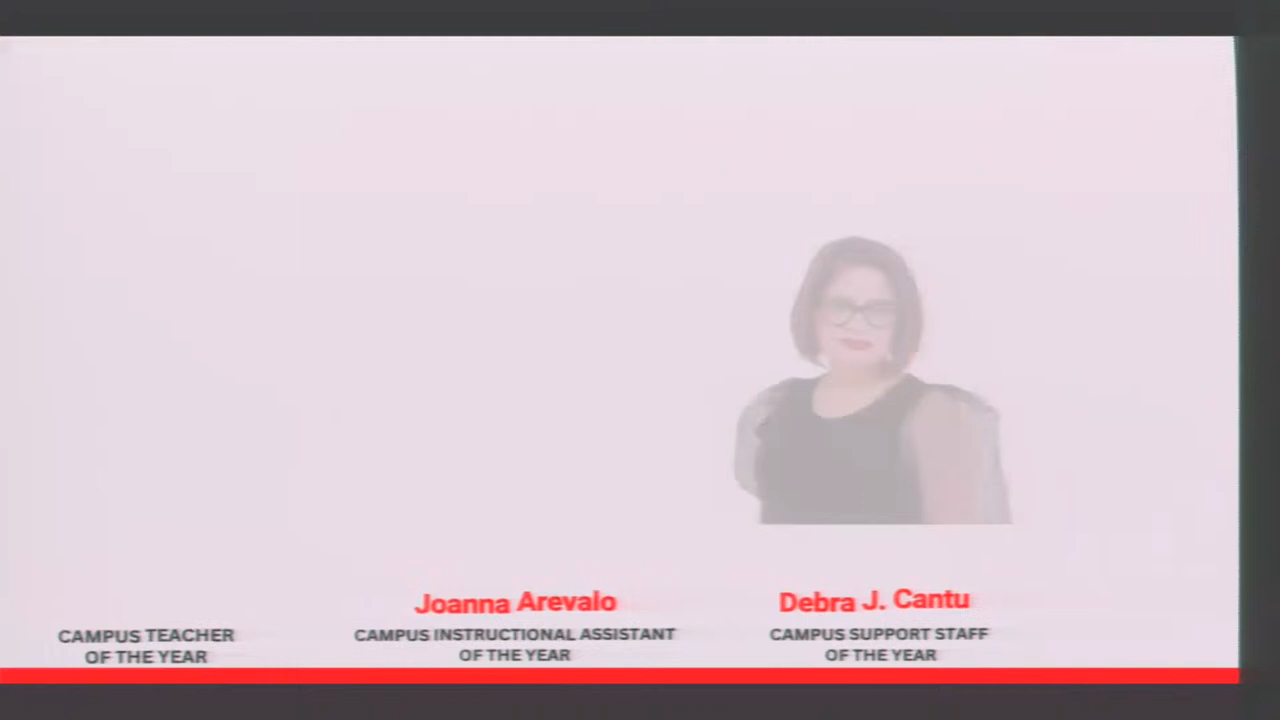 Joanna Arevalo
Debra J. Cantu
CAMPUS TEACHER
OF THE YEAR
CAMPUS INSTRUCTIONAL ASSISTANT
OF THE YEAR
CAMPUS SUPPORT STAFF
OF THE YEAR